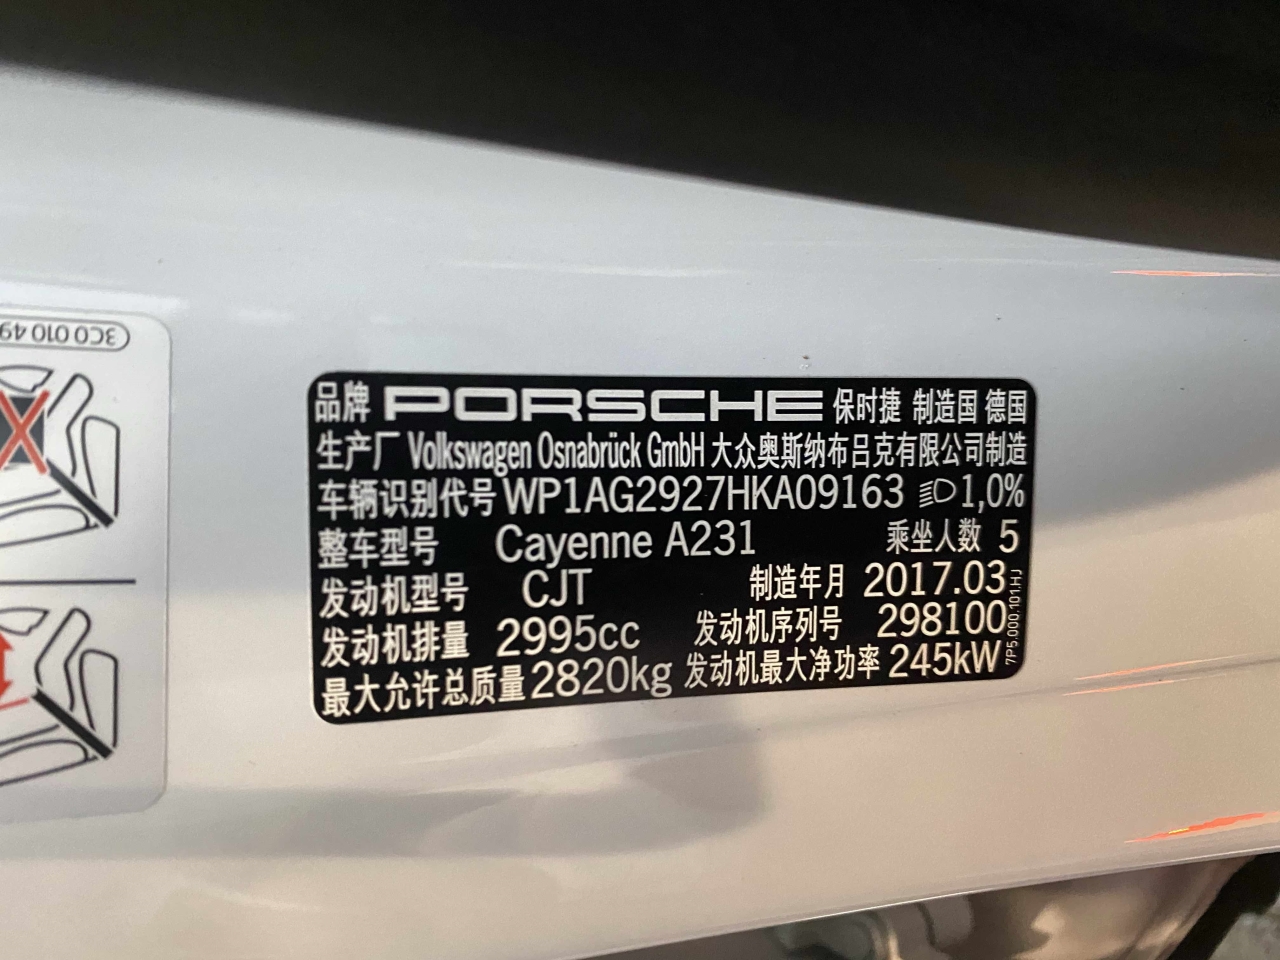 3C0 010 49
品牌 PORSCHE 保时捷 制造国 德国
生产厂 Volkswagen Osnabrück GmbH 大众奥斯纳布吕克有限公司制造
车辆识别代号 WP1AG2927HKA09163 1,0%
整车型号 Cayenne A231 乘坐人数 5
发动机型号 CJT 制造年月 2017.03
发动机排量 2995cc 发动机序列号 298100
最大允许总质量 2820kg 发动机最大净功率 245kW
7P5.000.101.HJ